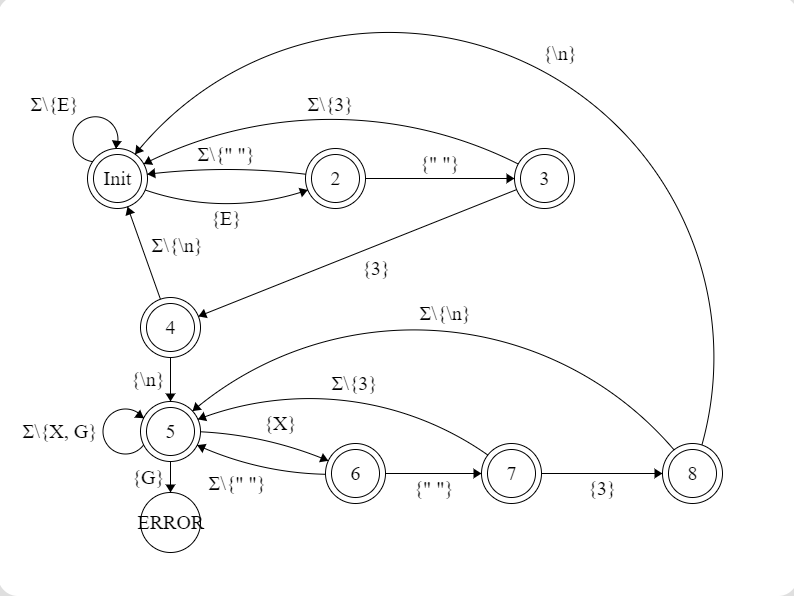 {\n}
Σ\{E}
Σ\{3}
Σ\{" "}
{" "}
Init
2
3
{E}
Σ\{\n}
{3}
4
Σ\{\n}
{\n}
Σ\{3}
Σ\{X, G}
5
{X}
{G}
Σ\{" "}
6
{" "}
7
{3}
8
ERROR